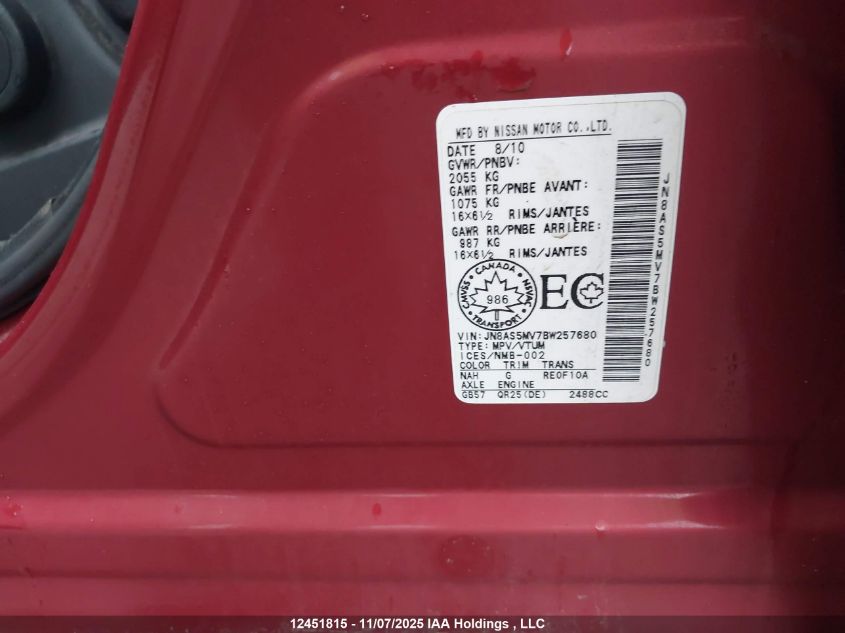 MFD BY NISSAN MOTOR CO.,LTD.
DATE 8/10
GVWR/PNBV:
2055 KG
GAWR FR/PNBE AVANT:
1075 KG
16X6½ RIMS/JANTES
GAWR RR/PNBE ARRIÈRE:
987 KG
16X6½ RIMS/JANTES
CANADA
CMVSS
NSVAC
986
TRANSPORT
EC
VIN:JN8AS5MV7BW257680
TYPE:MPV/VTUM
ICES/NMB-002
COLOR TRIM TRANS
NAH G RE0F10A
AXLE ENGINE
GB57 QR25(DE) 2488CC
JN8AS5MV7BW257680
12451815 - 11/07/2025 IAA Holdings , LLC